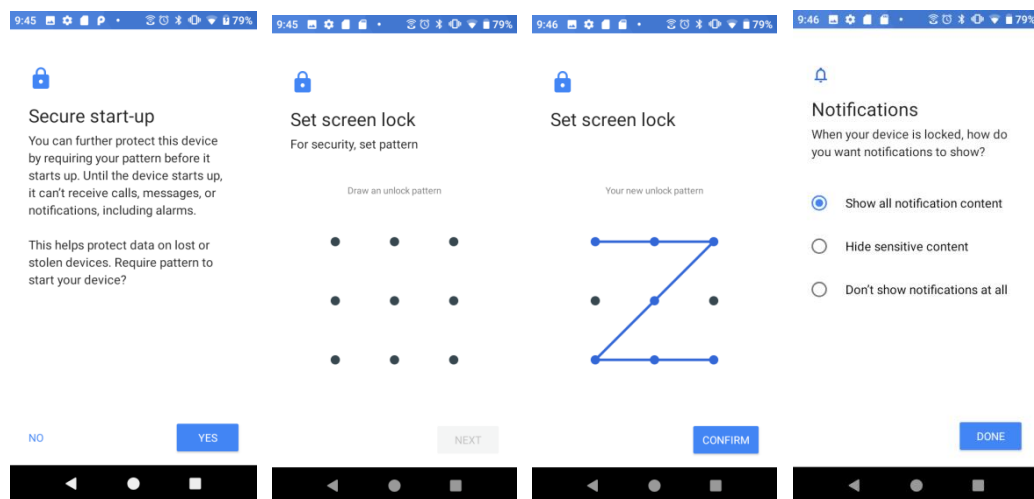 9:45
79%
Secure start-up
You can further protect this device
by requiring your pattern before it
starts up. Until the device starts up,
it can't receive calls, messages, or
notifications, including alarms.
This helps protect data on lost or
stolen devices. Require pattern to
start your device?
NO
YES
9:45
79%
Set screen lock
For security, set pattern
Draw an unlock pattern
NEXT
9:46
79%
Set screen lock
Your new unlock pattern
CONFIRM
9:46
79%
Notifications
When your device is locked, how do
you want notifications to show?
Show all notification content
Hide sensitive content
Don't show notifications at all
DONE